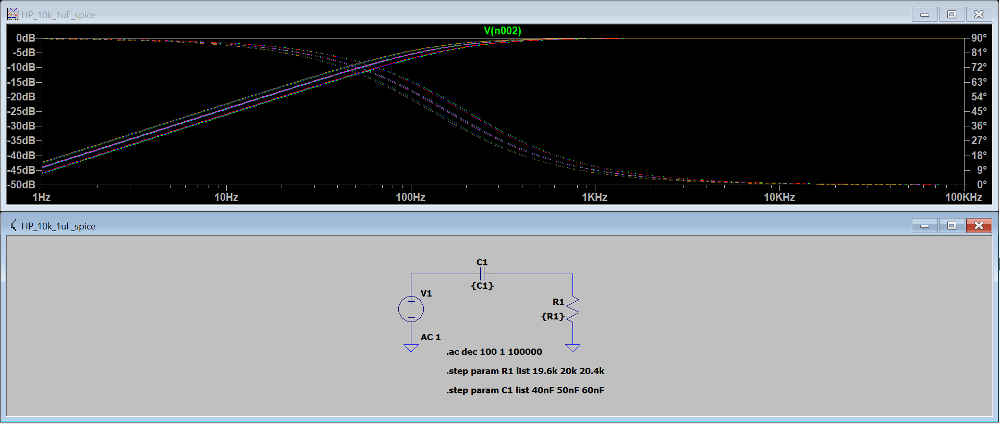 HP_10k_1uF_spice
V(n002)
0dB
-5dB
-10dB
-15dB
-20dB
-25dB
-30dB
-35dB
-40dB
-45dB
-50dB
90°
81°
72°
63°
54°
45°
36°
27°
18°
9°
0°
1Hz 10Hz 100Hz 1KHz 10KHz 100KHz
HP_10k_1uF_spice
C1
{C1}
V1
R1
{R1}
AC 1
.ac dec 100 1 100000
.step param R1 list 19.6k 20k 20.4k
.step param C1 list 40nF 50nF 60nF